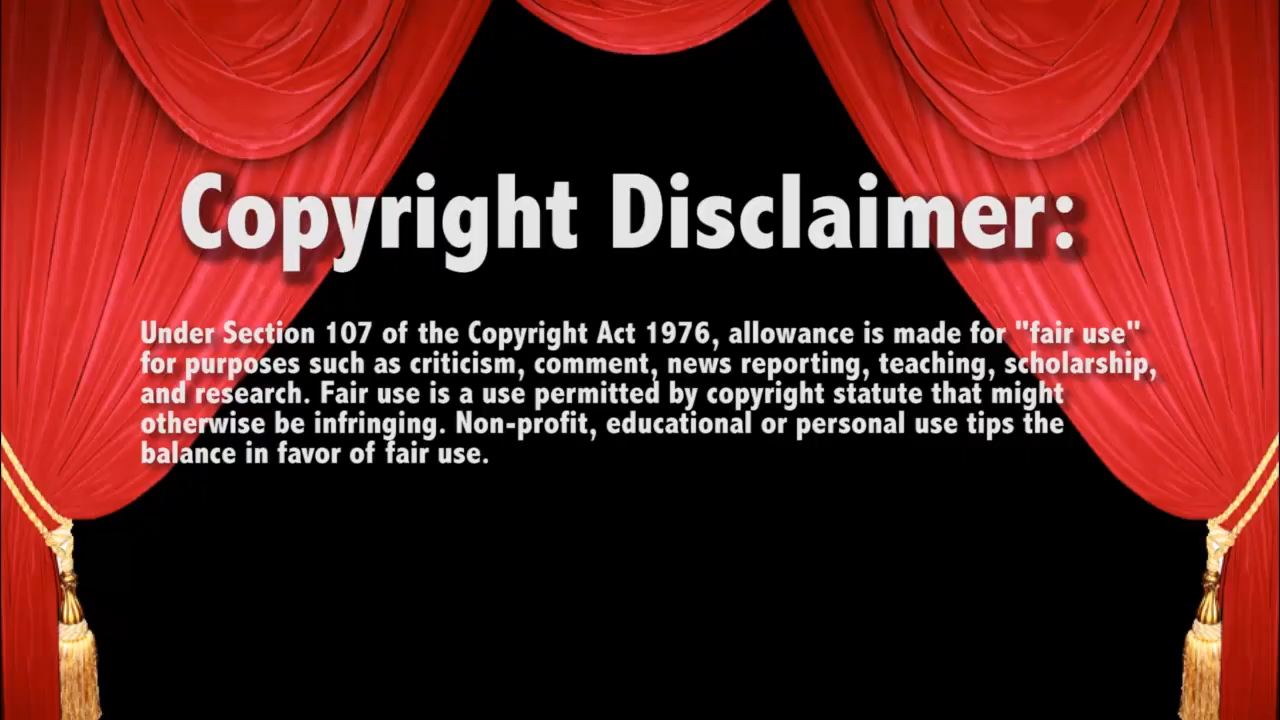 Copyright Disclaimer:
Under Section 107 of the Copyright Act 1976, allowance is made for "fair use"
for purposes such as criticism, comment, news reporting, teaching, scholarship,
and research. Fair use is a use permitted by copyright statute that might
otherwise be infringing. Non-profit, educational or personal use tips the
balance in favor of fair use.